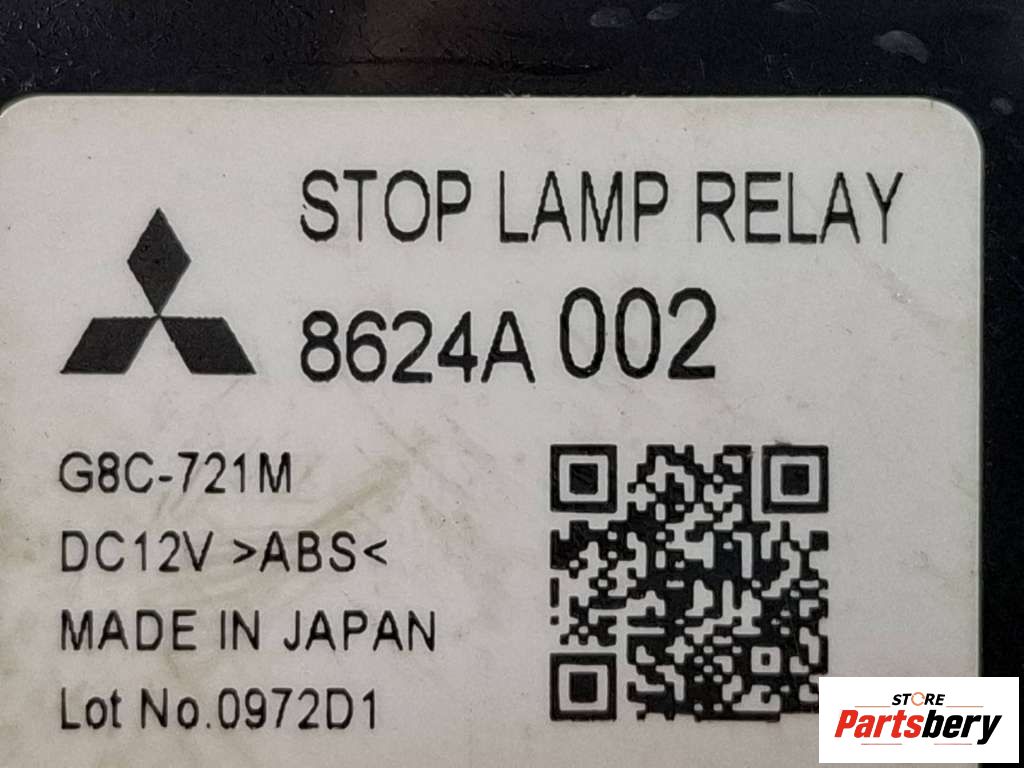 STOP LAMP RELAY
8624A 002
G8C-721M
DC12V >ABS<
MADE IN JAPAN
Lot No.0972D1
STORE
Partsbery